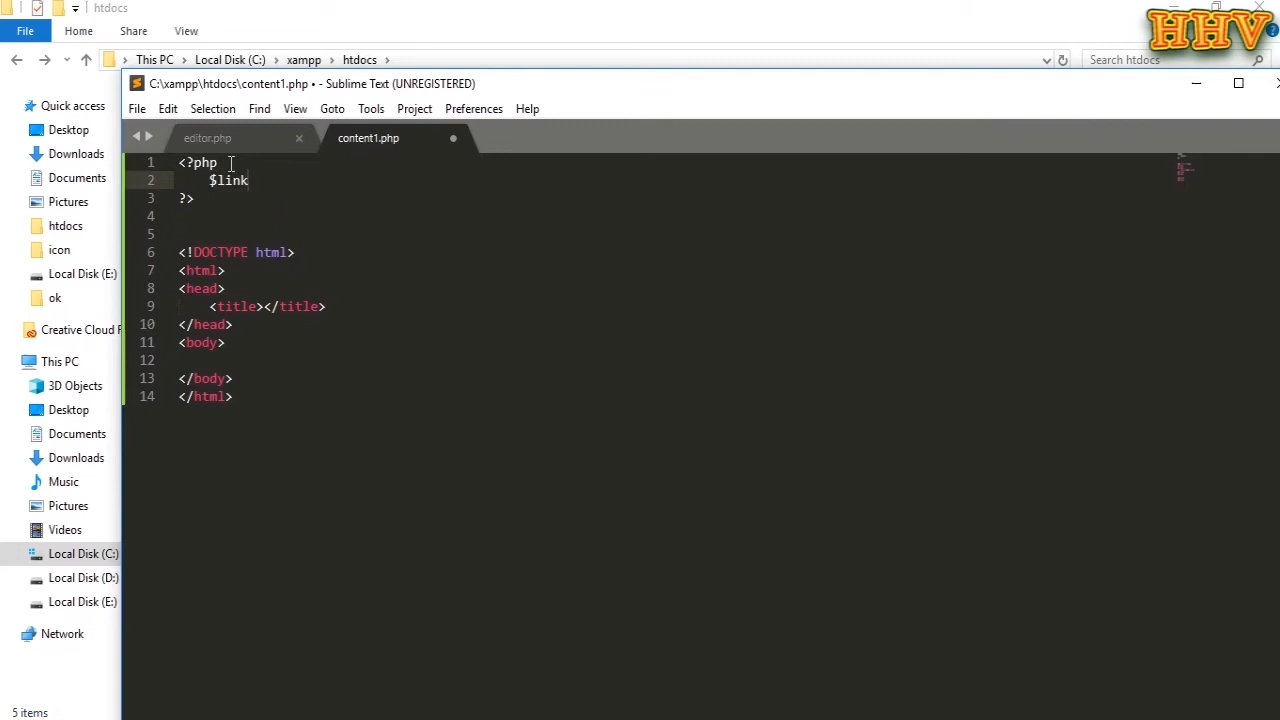 htdocs
HHV
File Home Share View
This PC Local Disk (C:) xampp htdocs Search htdocs
C:\xampp\htdocs\content1.php • - Sublime Text (UNREGISTERED)
File Edit Selection Find View Goto Tools Project Preferences Help
editor.php content1.php
Quick access
Desktop
Downloads
Documents
Pictures
htdocs
icon
Local Disk (E:)
ok
Creative Cloud F
This PC
3D Objects
Desktop
Documents
Downloads
Music
Pictures
Videos
Local Disk (C:)
Local Disk (D:)
Local Disk (E:)
Network
5 items
1 <?php
2 $link
3 ?>
4
5
6 <!DOCTYPE html>
7 <html>
8 <head>
9 <title></title>
10 </head>
11 <body>
12
13 </body>
14 </html>